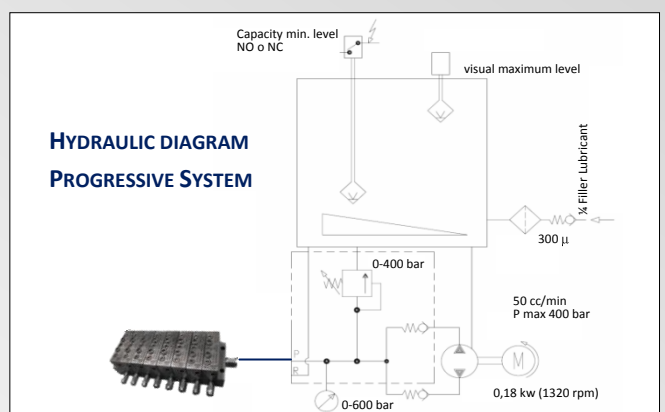 Capacity min. level
NO o NC
visual maximum level
HYDRAULIC DIAGRAM
PROGRESSIVE SYSTEM
¼ Filler Lubricant
300 µ
0-400 bar
50 cc/min
P max 400 bar
P
R
M
0,18 kw (1320 rpm)
0-600 bar